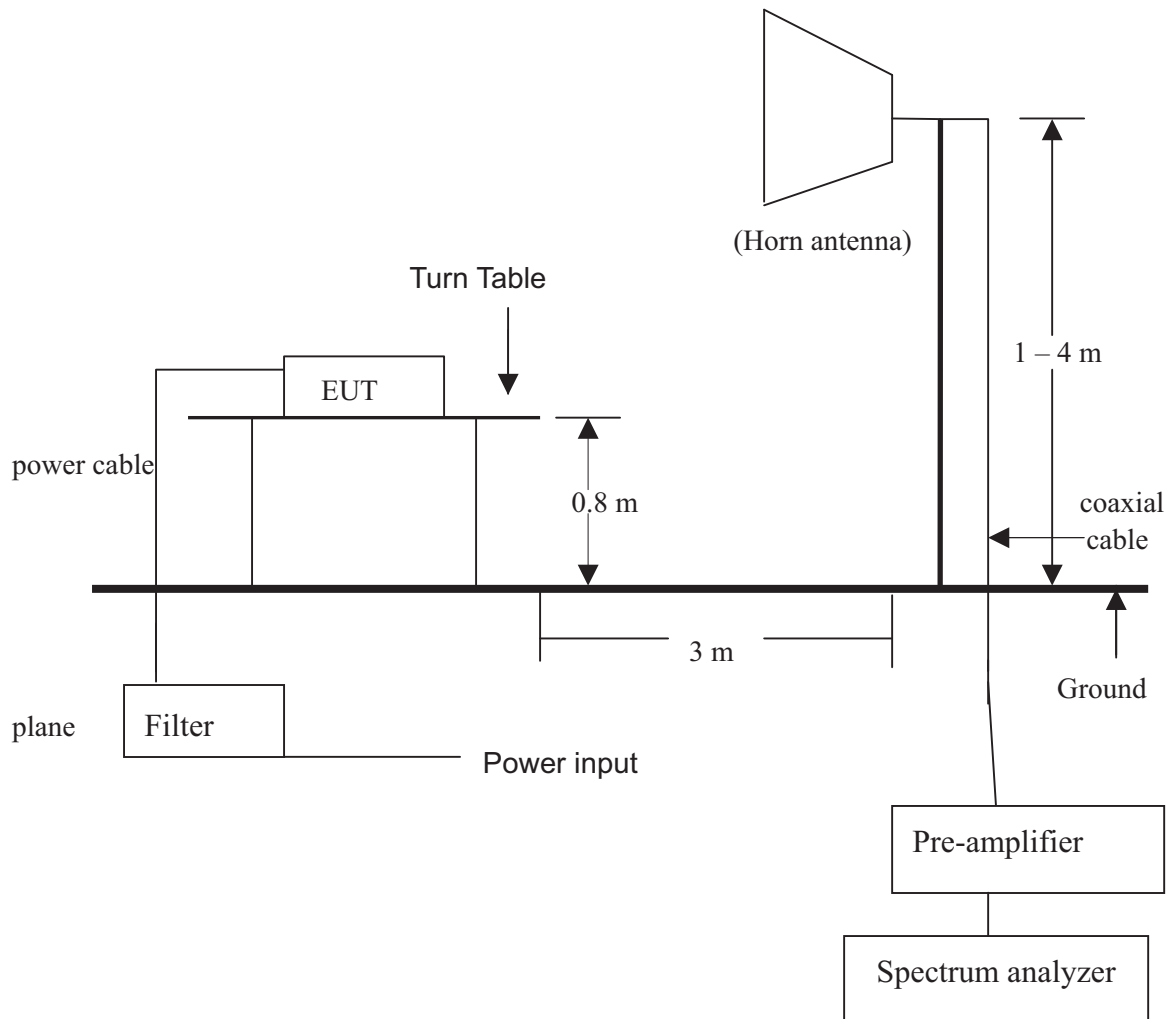 (Horn antenna)
Turn Table
1 – 4 m
EUT
power cable
0.8 m
coaxial
cable
3 m
Ground
plane
Filter
Power input
Pre-amplifier
Spectrum analyzer